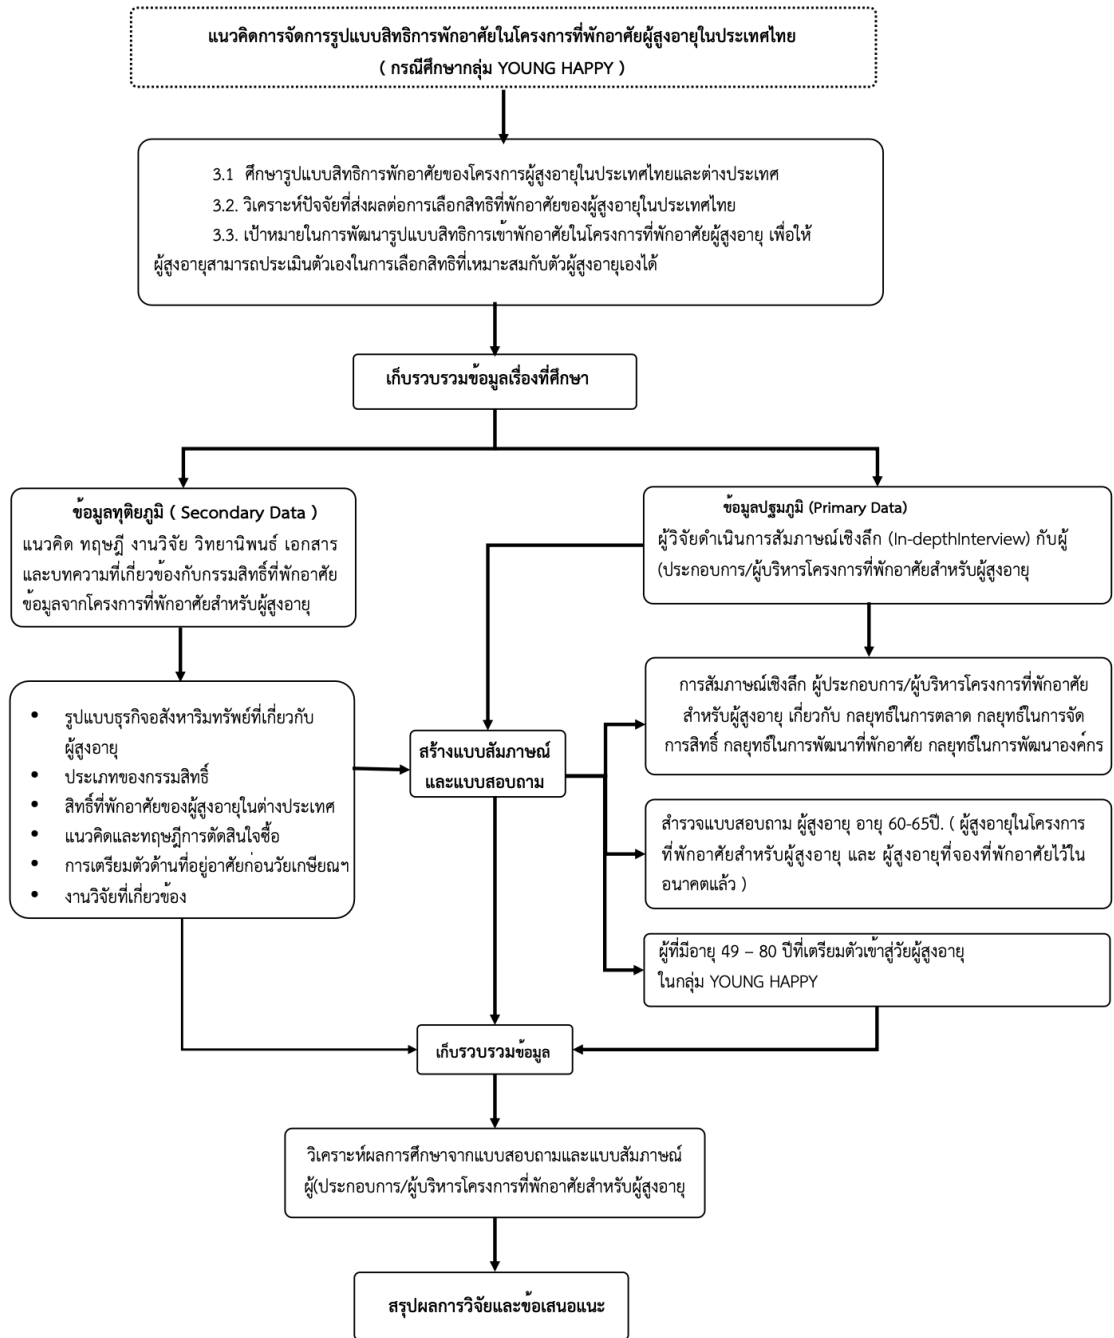 แนวคิดการจัดการรูปแบบสิทธิการพักอาศัยในโครงการที่พักอาศัยผู้สูงอายุในประเทศไทย
( กรณีศึกษากลุ่ม YOUNG HAPPY )
3.1 ศึกษารูปแบบสิทธิการพักอาศัยของโครงการผู้สูงอายุในประเทศไทยและต่างประเทศ
3.2. วิเคราะห์ปัจจัยที่ส่งผลต่อการเลือกสิทธิที่พักอาศัยของผู้สูงอายุในประเทศไทย
3.3. เป้าหมายในการพัฒนารูปแบบสิทธิการเข้าพักอาศัยในโครงการที่พักอาศัยผู้สูงอายุ เพื่อให้
ผู้สูงอายุสามารถประเมินตัวเองในการเลือกสิทธิที่เหมาะสมกับตัวผู้สูงอายุเองได้
เก็บรวบรวมข้อมูลเรื่องที่ศึกษา
ข้อมูลทุติยภูมิ ( Secondary Data )
แนวคิด ทฤษฎี งานวิจัย วิทยานิพนธ์ เอกสาร
และบทความที่เกี่ยวข้องกับกรรมสิทธิ์ที่พักอาศัย
ข้อมูลจากโครงการที่พักอาศัยสำหรับผู้สูงอายุ
ข้อมูลปฐมภูมิ (Primary Data)
ผู้วิจัยดำเนินการสัมภาษณ์เชิงลึก (In-depthInterview) กับผู้
(ประกอบการ/ผู้บริหารโครงการที่พักอาศัยสำหรับผู้สูงอายุ
• รูปแบบธุรกิจอสังหาริมทรัพย์ที่เกี่ยวกับ
ผู้สูงอายุ
• ประเภทของกรรมสิทธิ์
• สิทธิ์ที่พักอาศัยของผู้สูงอายุในต่างประเทศ
• แนวคิดและทฤษฎีการตัดสินใจซื้อ
• การเตรียมตัวด้านที่อยู่อาศัยก่อนวัยเกษียณฯ
• งานวิจัยที่เกี่ยวข้อง
สร้างแบบสัมภาษณ์
และแบบสอบถาม
การสัมภาษณ์เชิงลึก ผู้ประกอบการ/ผู้บริหารโครงการที่พักอาศัย
สำหรับผู้สูงอายุ เกี่ยวกับ กลยุทธ์ในการตลาด กลยุทธ์ในการจัด
การสิทธิ์ กลยุทธ์ในการพัฒนาที่พักอาศัย กลยุทธ์ในการพัฒนาองค์กร
สำรวจแบบสอบถาม ผู้สูงอายุ อายุ 60-65ปี. ( ผู้สูงอายุในโครงการ
ที่พักอาศัยสำหรับผู้สูงอายุ และ ผู้สูงอายุที่จองที่พักอาศัยไว้ใน
อนาคตแล้ว )
ผู้ที่มีอายุ 49 – 80 ปีที่เตรียมตัวเข้าสู่วัยผู้สูงอายุ
ในกลุ่ม YOUNG HAPPY
เก็บรวบรวมข้อมูล
วิเคราะห์ผลการศึกษาจากแบบสอบถามและแบบสัมภาษณ์
ผู้(ประกอบการ/ผู้บริหารโครงการที่พักอาศัยสำหรับผู้สูงอายุ
สรุปผลการวิจัยและข้อเสนอแนะ